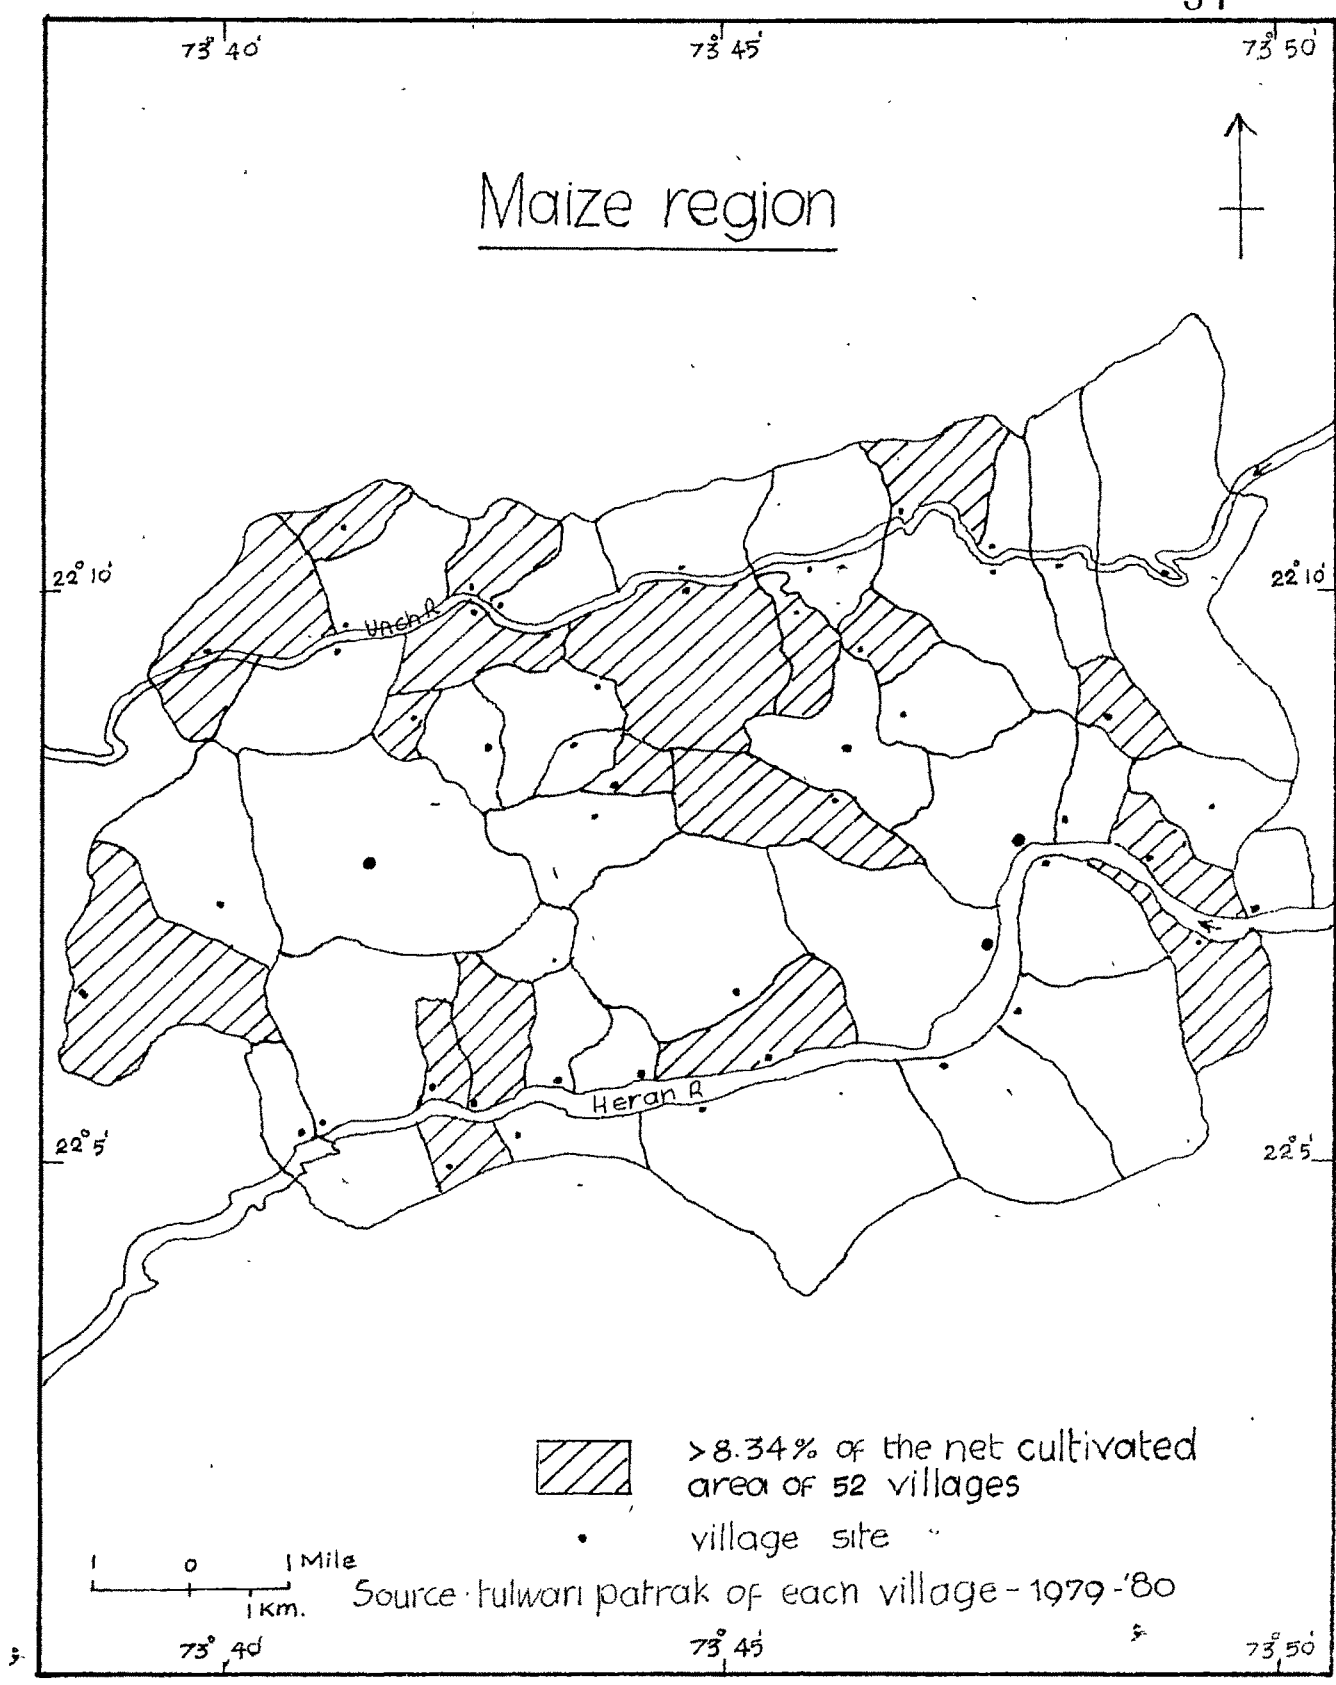 73° 40' 73° 45' 73° 50'
Maize region
22° 10' 22° 10'
Unch R
Heran R
22° 5' 22° 5'
>8.34% of the net cultivated
area of 52 villages
village site
1 0 1 Mile
1 Km.
Source · tulwari patrak of each village - 1979 -'80
73° 40' 73° 45' 73° 50'